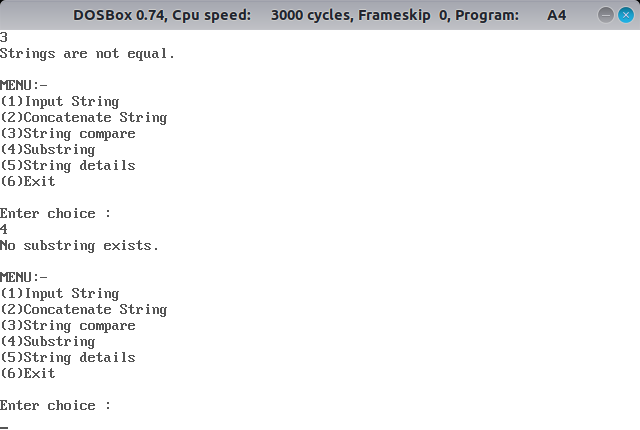 DOSBox 0.74, Cpu speed: 3000 cycles, Frameskip 0, Program: A4
3
Strings are not equal.
MENU:-
(1)Input String
(2)Concatenate String
(3)String compare
(4)Substring
(5)String details
(6)Exit
Enter choice :
4
No substring exists.
MENU:-
(1)Input String
(2)Concatenate String
(3)String compare
(4)Substring
(5)String details
(6)Exit
Enter choice :
_